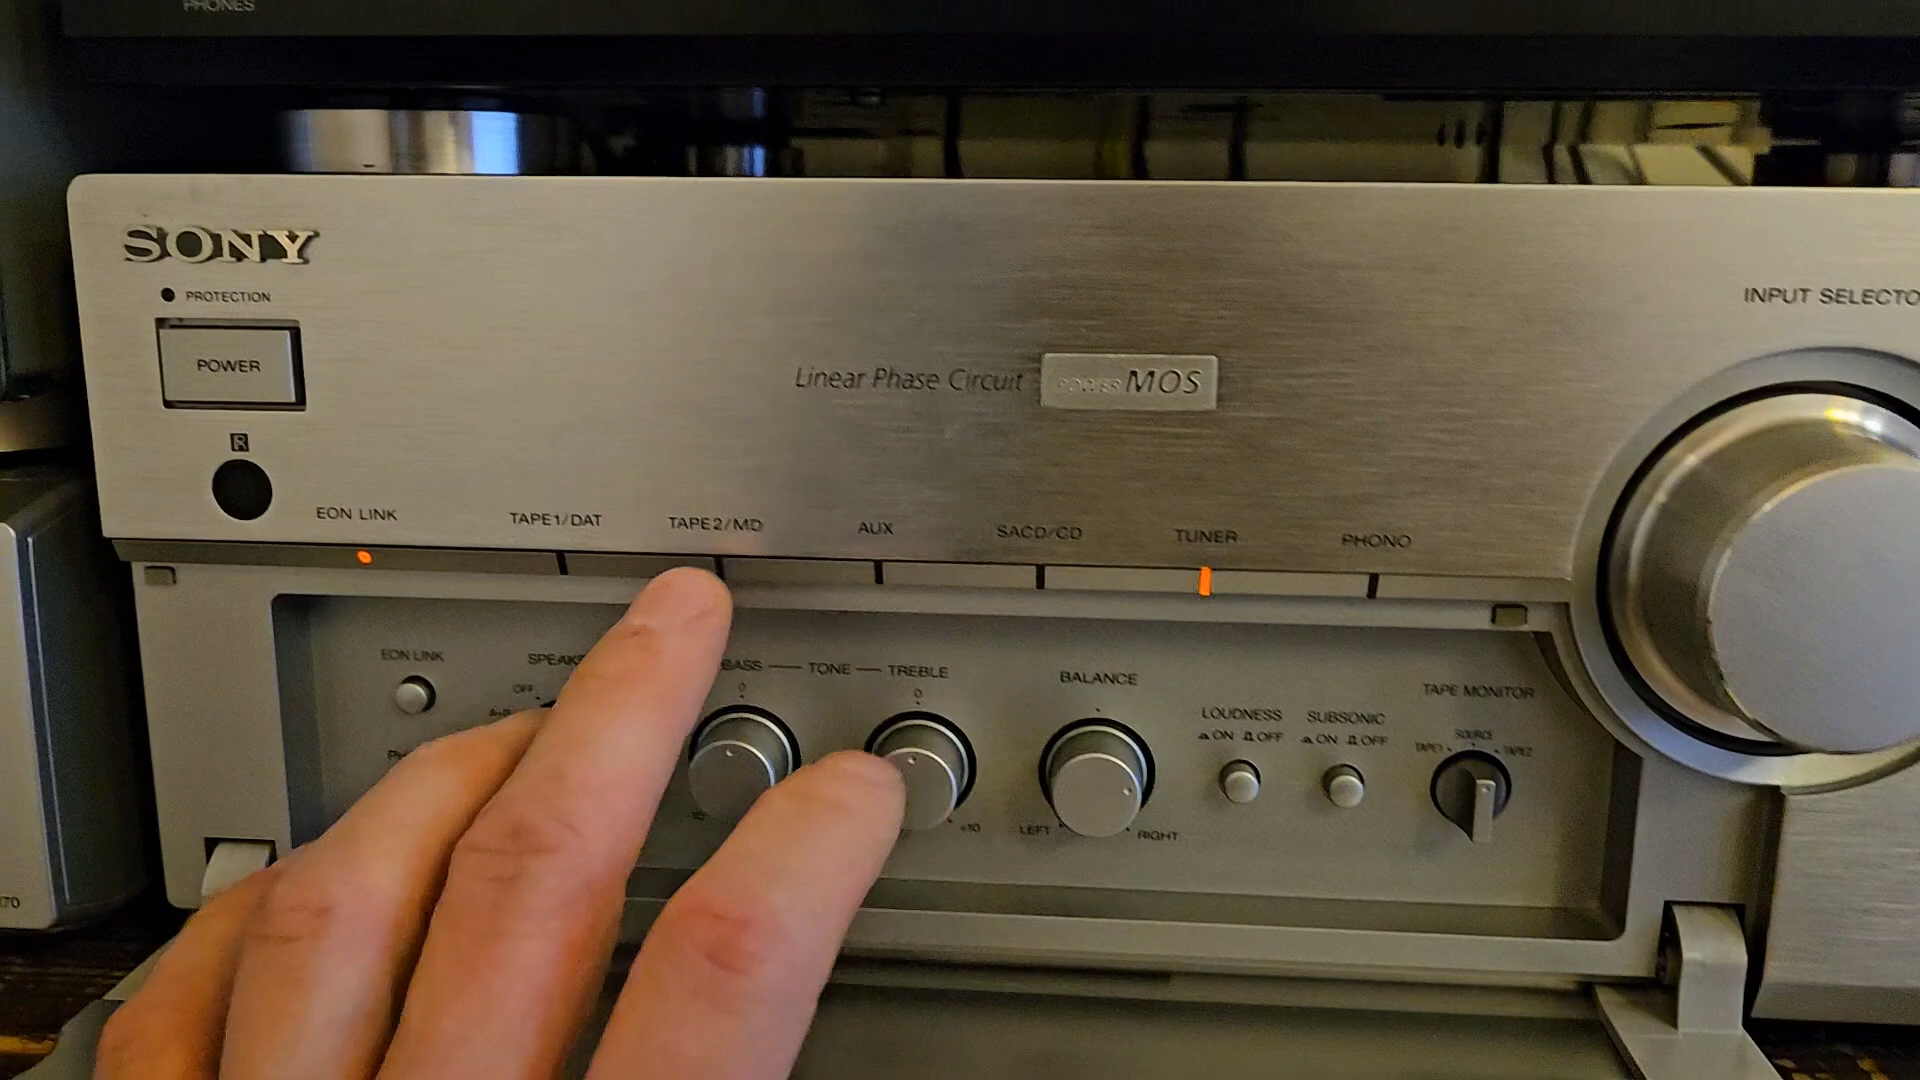 PHONES
SONY
PROTECTION
POWER
R
INPUT SELECTO
Linear Phase Circuit POWER MOS
EON LINK TAPE1/DAT TAPE2/MD AUX SACD/CD TUNER PHONO
EON LINK
OFF
BASS TONE TREBLE
0 0
+10
BALANCE
LEFT RIGHT
LOUDNESS
ON OFF
SUBSONIC
ON OFF
TAPE MONITOR
SOURCE
TAPE1 TAPE2